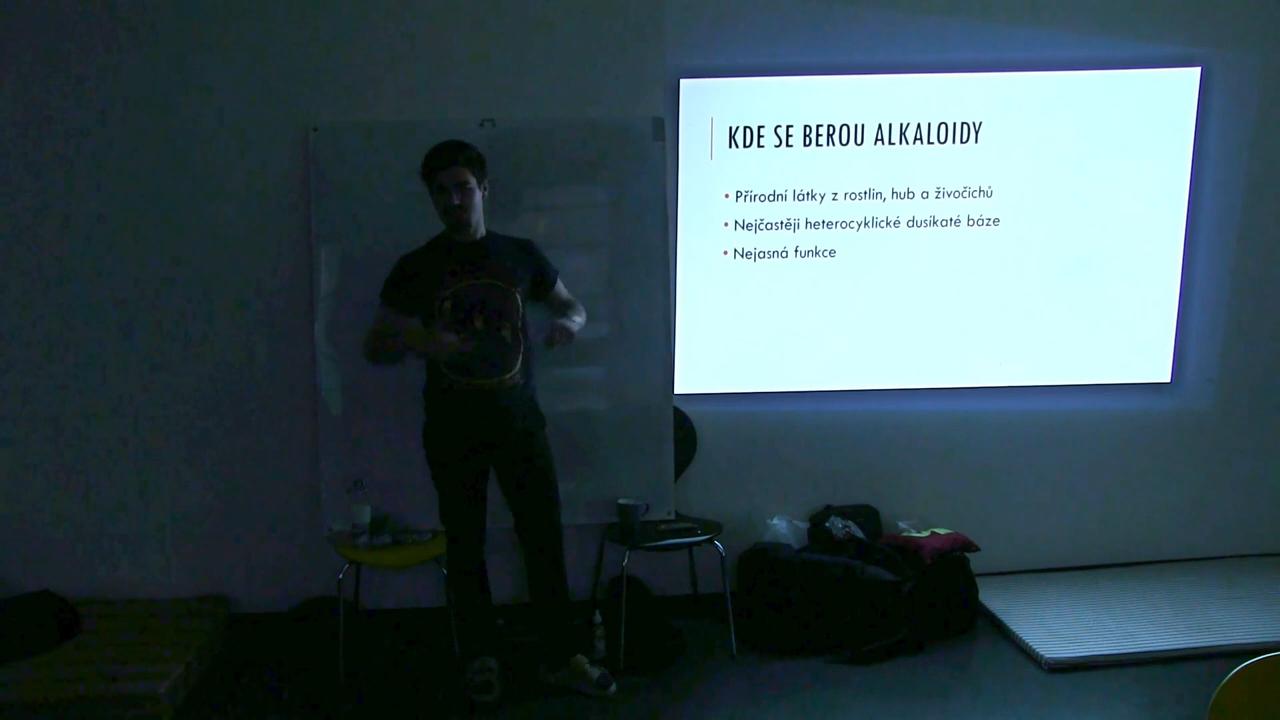 KDE SE BEROU ALKALOIDY
• Přírodní látky z rostlin, hub a živočichů
• Nejčastěji heterocyklické dusíkaté báze
• Nejasná funkce